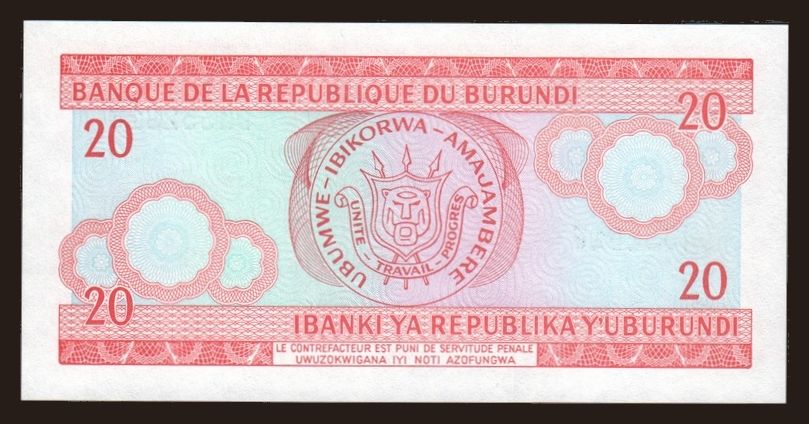 BANQUE DE LA REPUBLIQUE DU BURUNDI
20
20
UBUMWE - IBIKORWA - AMAJAMBERE
UNITE - TRAVAIL - PROGRES
20
20
IBANKI YA REPUBLIKA Y'UBURUNDI
LE CONTREFACTEUR EST PUNI DE SERVITUDE PENALE
UWUZOKWIGANA IYI NOTI AZOFUNGWA